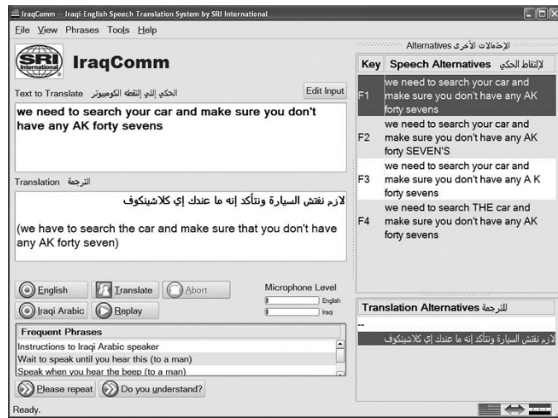 IraqComm -- Iraqi-English Speech Translation System by SRI International
File View Phrases Tools Help
SRI
International
IraqComm
Text to Translate الحكي إللي إلتقطه الكومبيوتر
Edit Input
we need to search your car and make sure you don't
have any AK forty sevens
Translation الترجمة
لازم نفتش السيارة ونتأكد إنه ما عندك إي كلاشينكوف
(we have to search the car and make sure that you don't have
any AK forty seven)
English Translate Abort
Iraqi Arabic Replay
Microphone Level
English
Iraqi
Frequent Phrases
Instructions to Iraqi Arabic speaker
Wait to speak until you hear this (to a man)
Speak when you hear the beep (to a man)
Please repeat Do you understand?
Ready.
Alternatives الإحتمالات الأخرى
Key Speech Alternatives لإلتقاط الحكي
F1 we need to search your car and
make sure you don't have any AK
forty sevens
F2 we need to search your car and
make sure you don't have any AK
forty SEVEN'S
F3 we need to search your car and
make sure you don't have any A K
forty sevens
F4 we need to search THE car and
make sure you don't have any AK
forty sevens
Translation Alternatives للترجمة
--
لازم نفتش السيارة ونتأكد إنه ما عندك إي كلاشينكوف